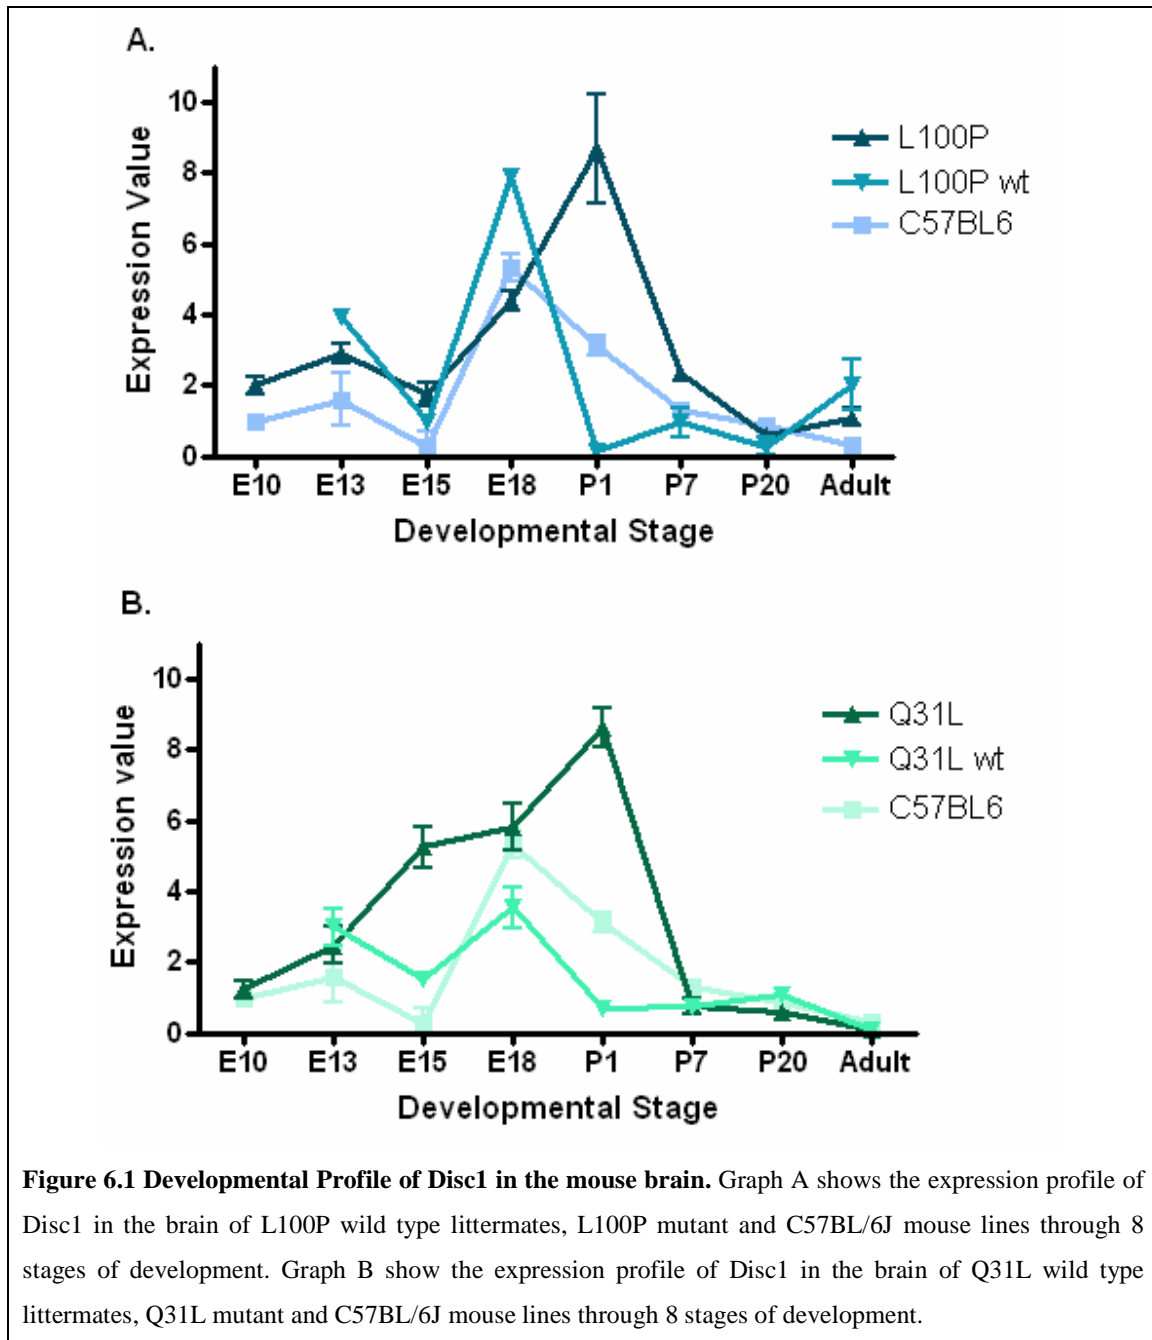 A.
Expression Value
10
8
6
4
2
0
L100P
L100P wt
C57BL6
E10 E13 E15 E18 P1 P7 P20 Adult
Developmental Stage
B.
Expression value
10
8
6
4
2
0
Q31L
Q31L wt
C57BL6
E10 E13 E15 E18 P1 P7 P20 Adult
Developmental Stage
Figure 6.1 Developmental Profile of Disc1 in the mouse brain. Graph A shows the expression profile of
Disc1 in the brain of L100P wild type littermates, L100P mutant and C57BL/6J mouse lines through 8
stages of development. Graph B show the expression profile of Disc1 in the brain of Q31L wild type
littermates, Q31L mutant and C57BL/6J mouse lines through 8 stages of development.